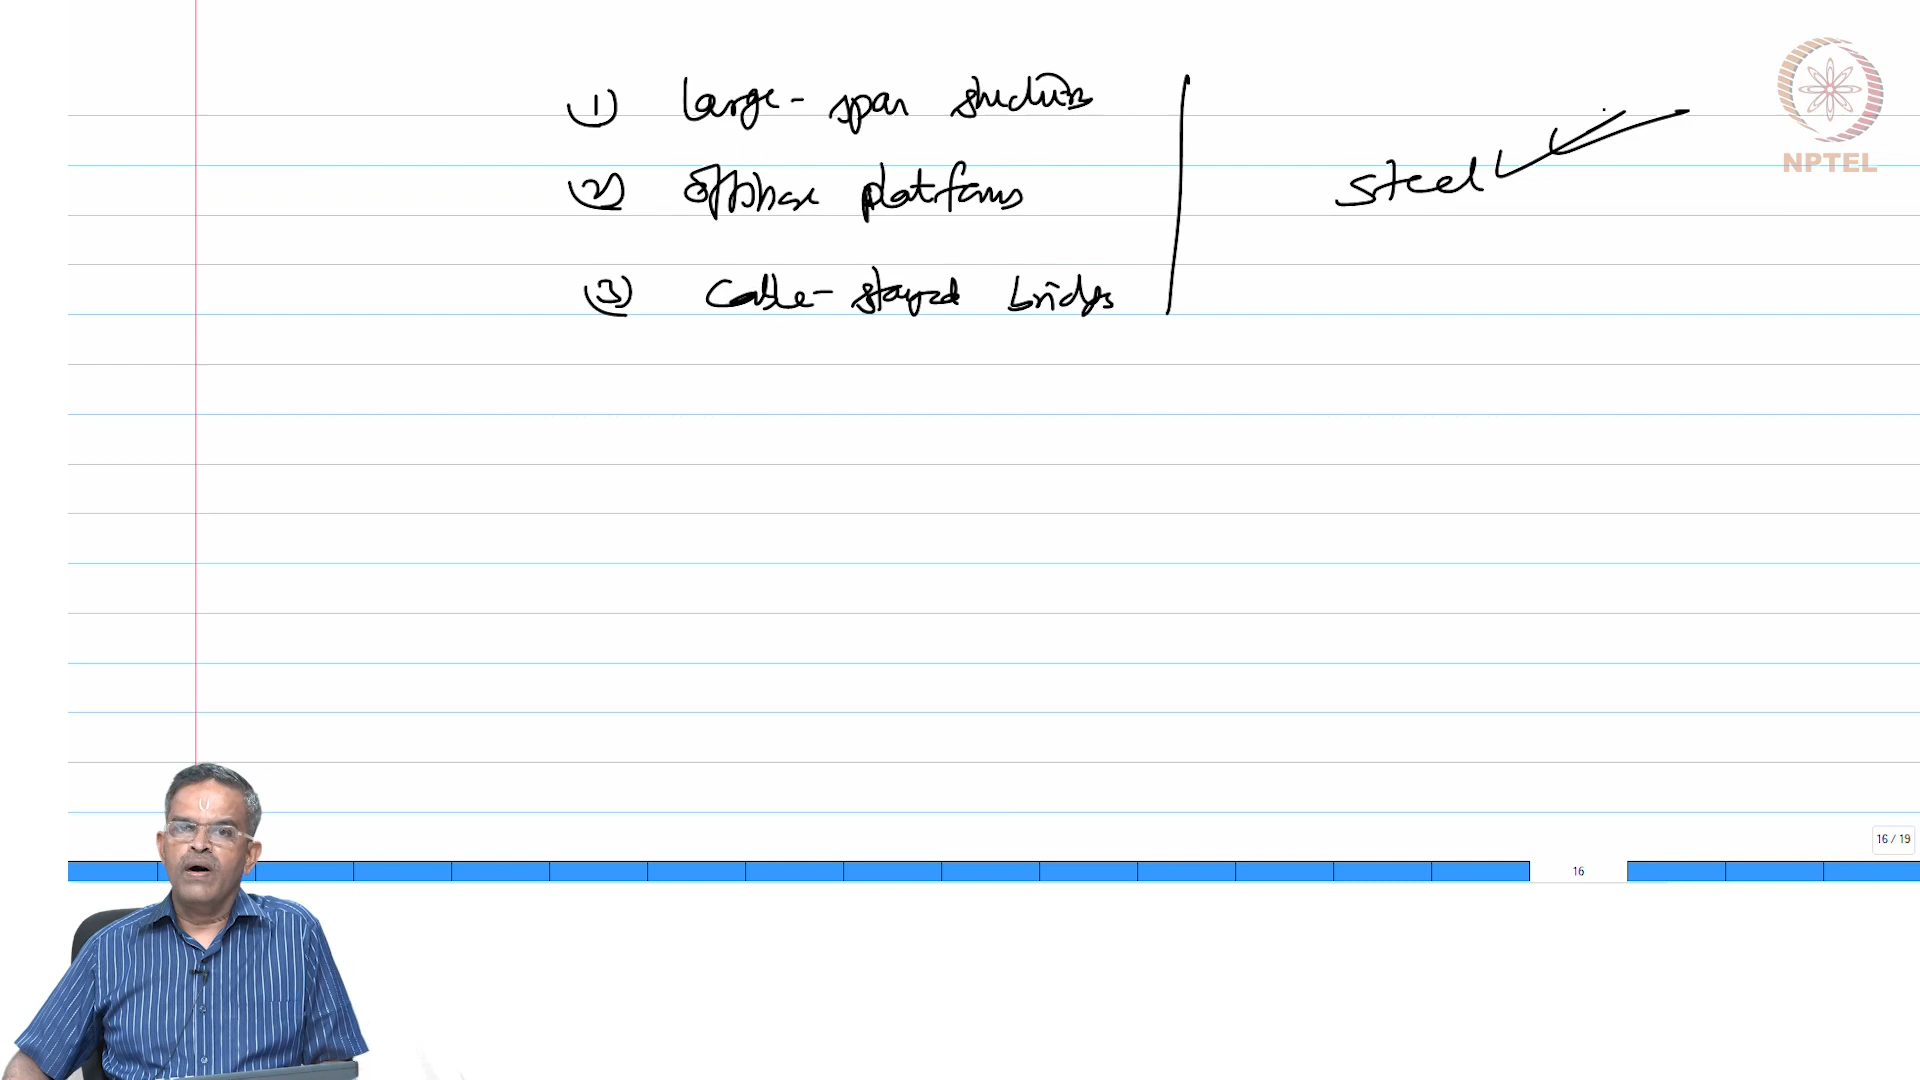 ① Large-span structures
② Offshore platforms
③ Cable-stayed bridges
steel
NPTEL
16 / 19
16